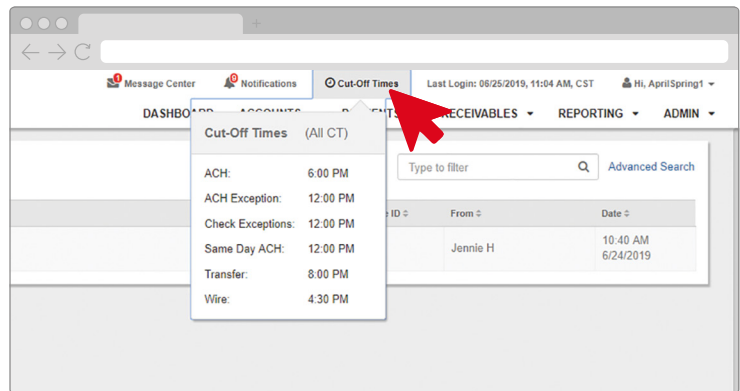 1 Message Center 0 Notifications Cut-Off Times Last Login: 06/25/2019, 11:04 AM, CST Hi, AprilSpring1
REPORTING ADMIN
Cut-Off Times (All CT)
ACH: 6:00 PM
ACH Exception: 12:00 PM
Check Exceptions: 12:00 PM
Same Day ACH: 12:00 PM
Transfer: 8:00 PM
Wire: 4:30 PM
Type to filter Advanced Search
ID From Date
Jennie H 10:40 AM
6/24/2019